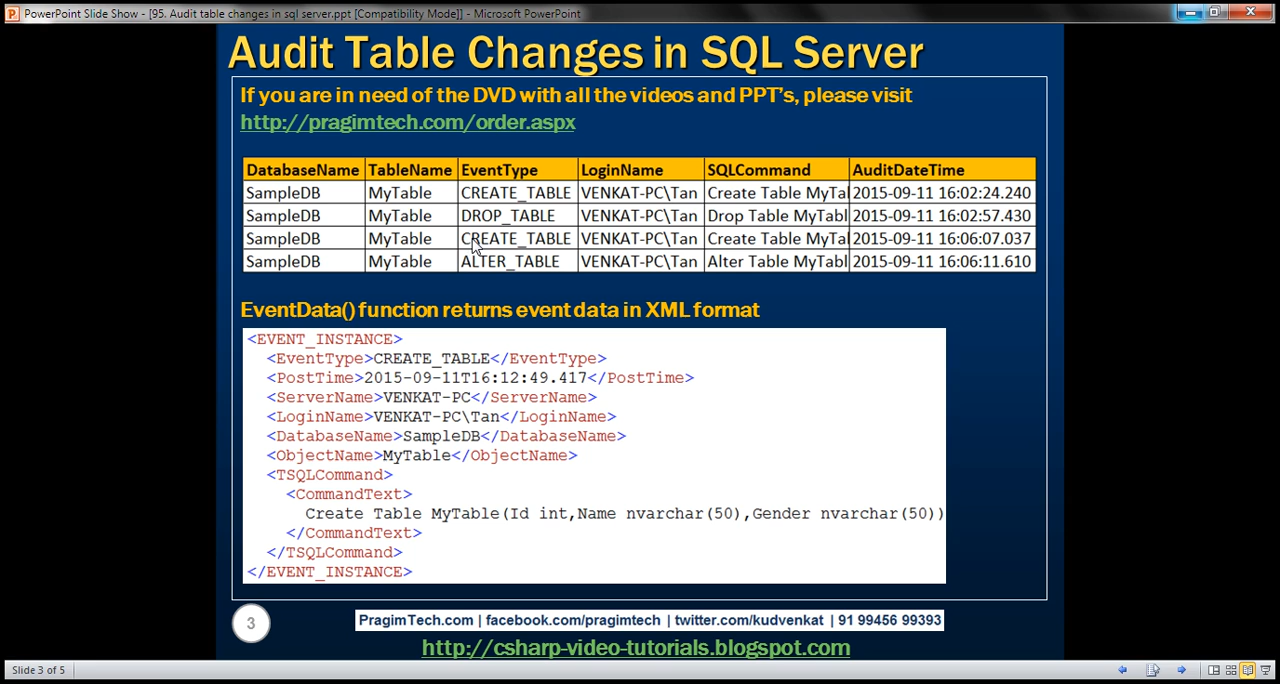 PowerPoint Slide Show - [95. Audit table changes in sql server.ppt [Compatibility Mode]] - Microsoft PowerPoint
Audit Table Changes in SQL Server
If you are in need of the DVD with all the videos and PPT's, please visit
http://pragimtech.com/order.aspx
DatabaseName TableName EventType LoginName SQLCommand AuditDateTime
SampleDB MyTable CREATE_TABLE VENKAT-PC\Tan Create Table MyTal 2015-09-11 16:02:24.240
SampleDB MyTable DROP_TABLE VENKAT-PC\Tan Drop Table MyTabl 2015-09-11 16:02:57.430
SampleDB MyTable CREATE_TABLE VENKAT-PC\Tan Create Table MyTal 2015-09-11 16:06:07.037
SampleDB MyTable ALTER_TABLE VENKAT-PC\Tan Alter Table MyTabl 2015-09-11 16:06:11.610
EventData() function returns event data in XML format
<EVENT_INSTANCE>
<EventType>CREATE_TABLE</EventType>
<PostTime>2015-09-11T16:12:49.417</PostTime>
<ServerName>VENKAT-PC</ServerName>
<LoginName>VENKAT-PC\Tan</LoginName>
<DatabaseName>SampleDB</DatabaseName>
<ObjectName>MyTable</ObjectName>
<TSQLCommand>
<CommandText>
Create Table MyTable(Id int,Name nvarchar(50),Gender nvarchar(50))
</CommandText>
</TSQLCommand>
</EVENT_INSTANCE>
3
PragimTech.com | facebook.com/pragimtech | twitter.com/kudvenkat | 91 99456 99393
http://csharp-video-tutorials.blogspot.com
Slide 3 of 5